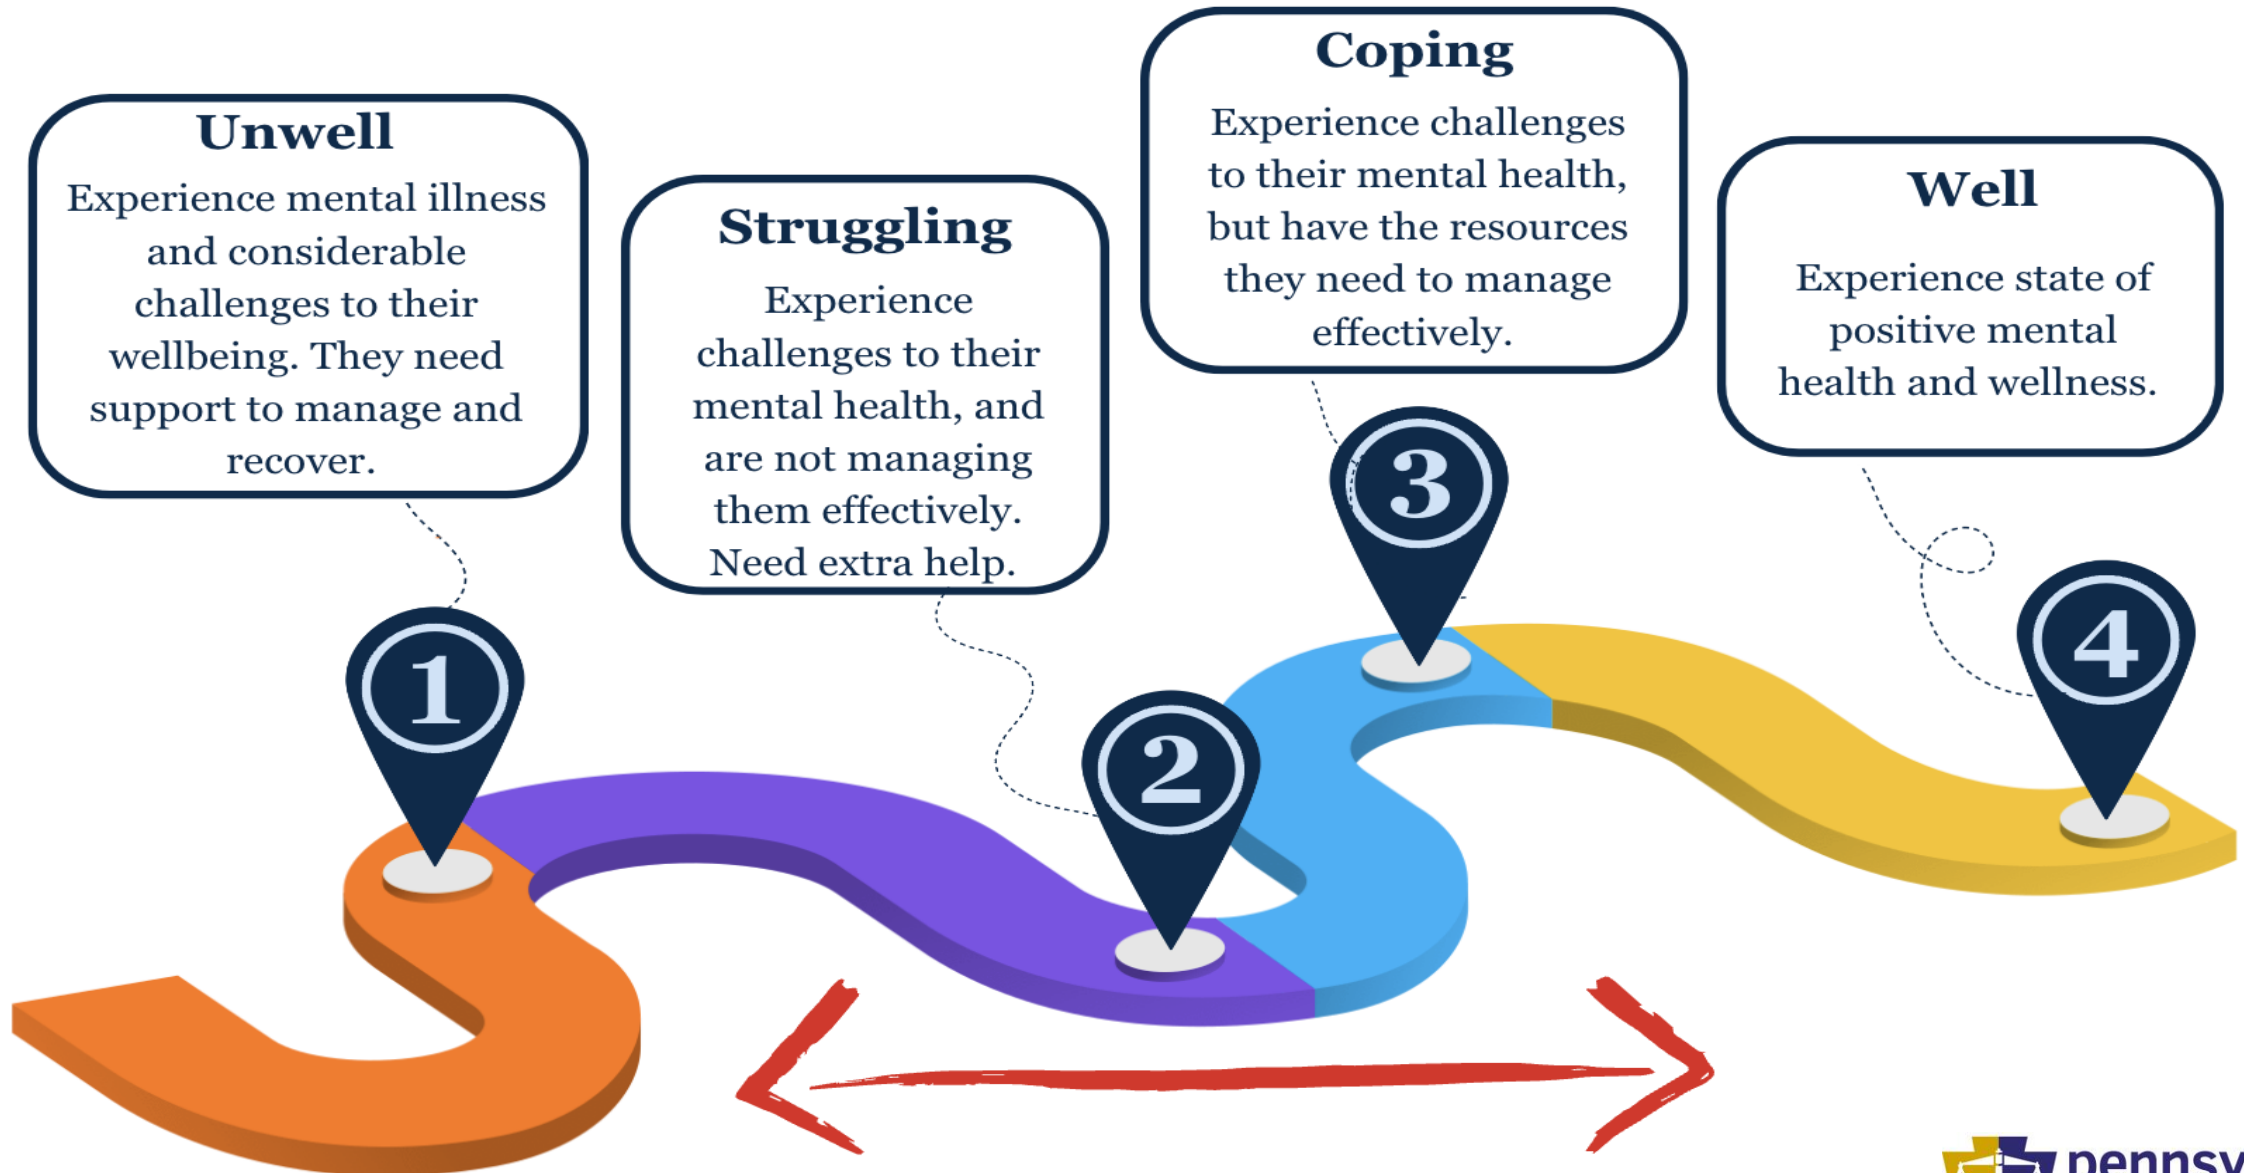 Unwell
Experience mental illness
and considerable
challenges to their
wellbeing. They need
support to manage and
recover.
Struggling
Experience
challenges to their
mental health, and
are not managing
them effectively.
Need extra help.
Coping
Experience challenges
to their mental health,
but have the resources
they need to manage
effectively.
Well
Experience state of
positive mental
health and wellness.
1
2
3
4
pennsy